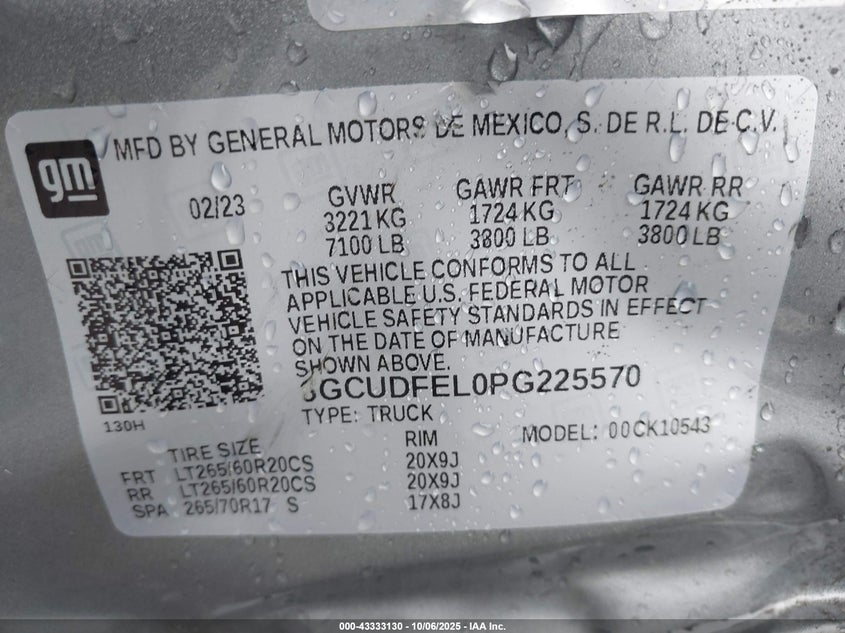 gm
MFD BY GENERAL MOTORS DE MEXICO, S. DE R.L. DE C.V.
02/23
GVWR GAWR FRT GAWR RR
3221 KG 1724 KG 1724 KG
7100 LB 3800 LB 3800 LB
THIS VEHICLE CONFORMS TO ALL
APPLICABLE U.S. FEDERAL MOTOR
VEHICLE SAFETY STANDARDS IN EFFECT
ON THE DATE OF MANUFACTURE
SHOWN ABOVE.
3GCUDFEL0PG225570
130H
TYPE: TRUCK MODEL: 00CK10543
TIRE SIZE RIM
FRT LT265/60R20CS 20X9J
RR LT265/60R20CS 20X9J
SPA 265/70R17 S 17X8J
000-43333130 - 10/06/2025 - IAA Inc.